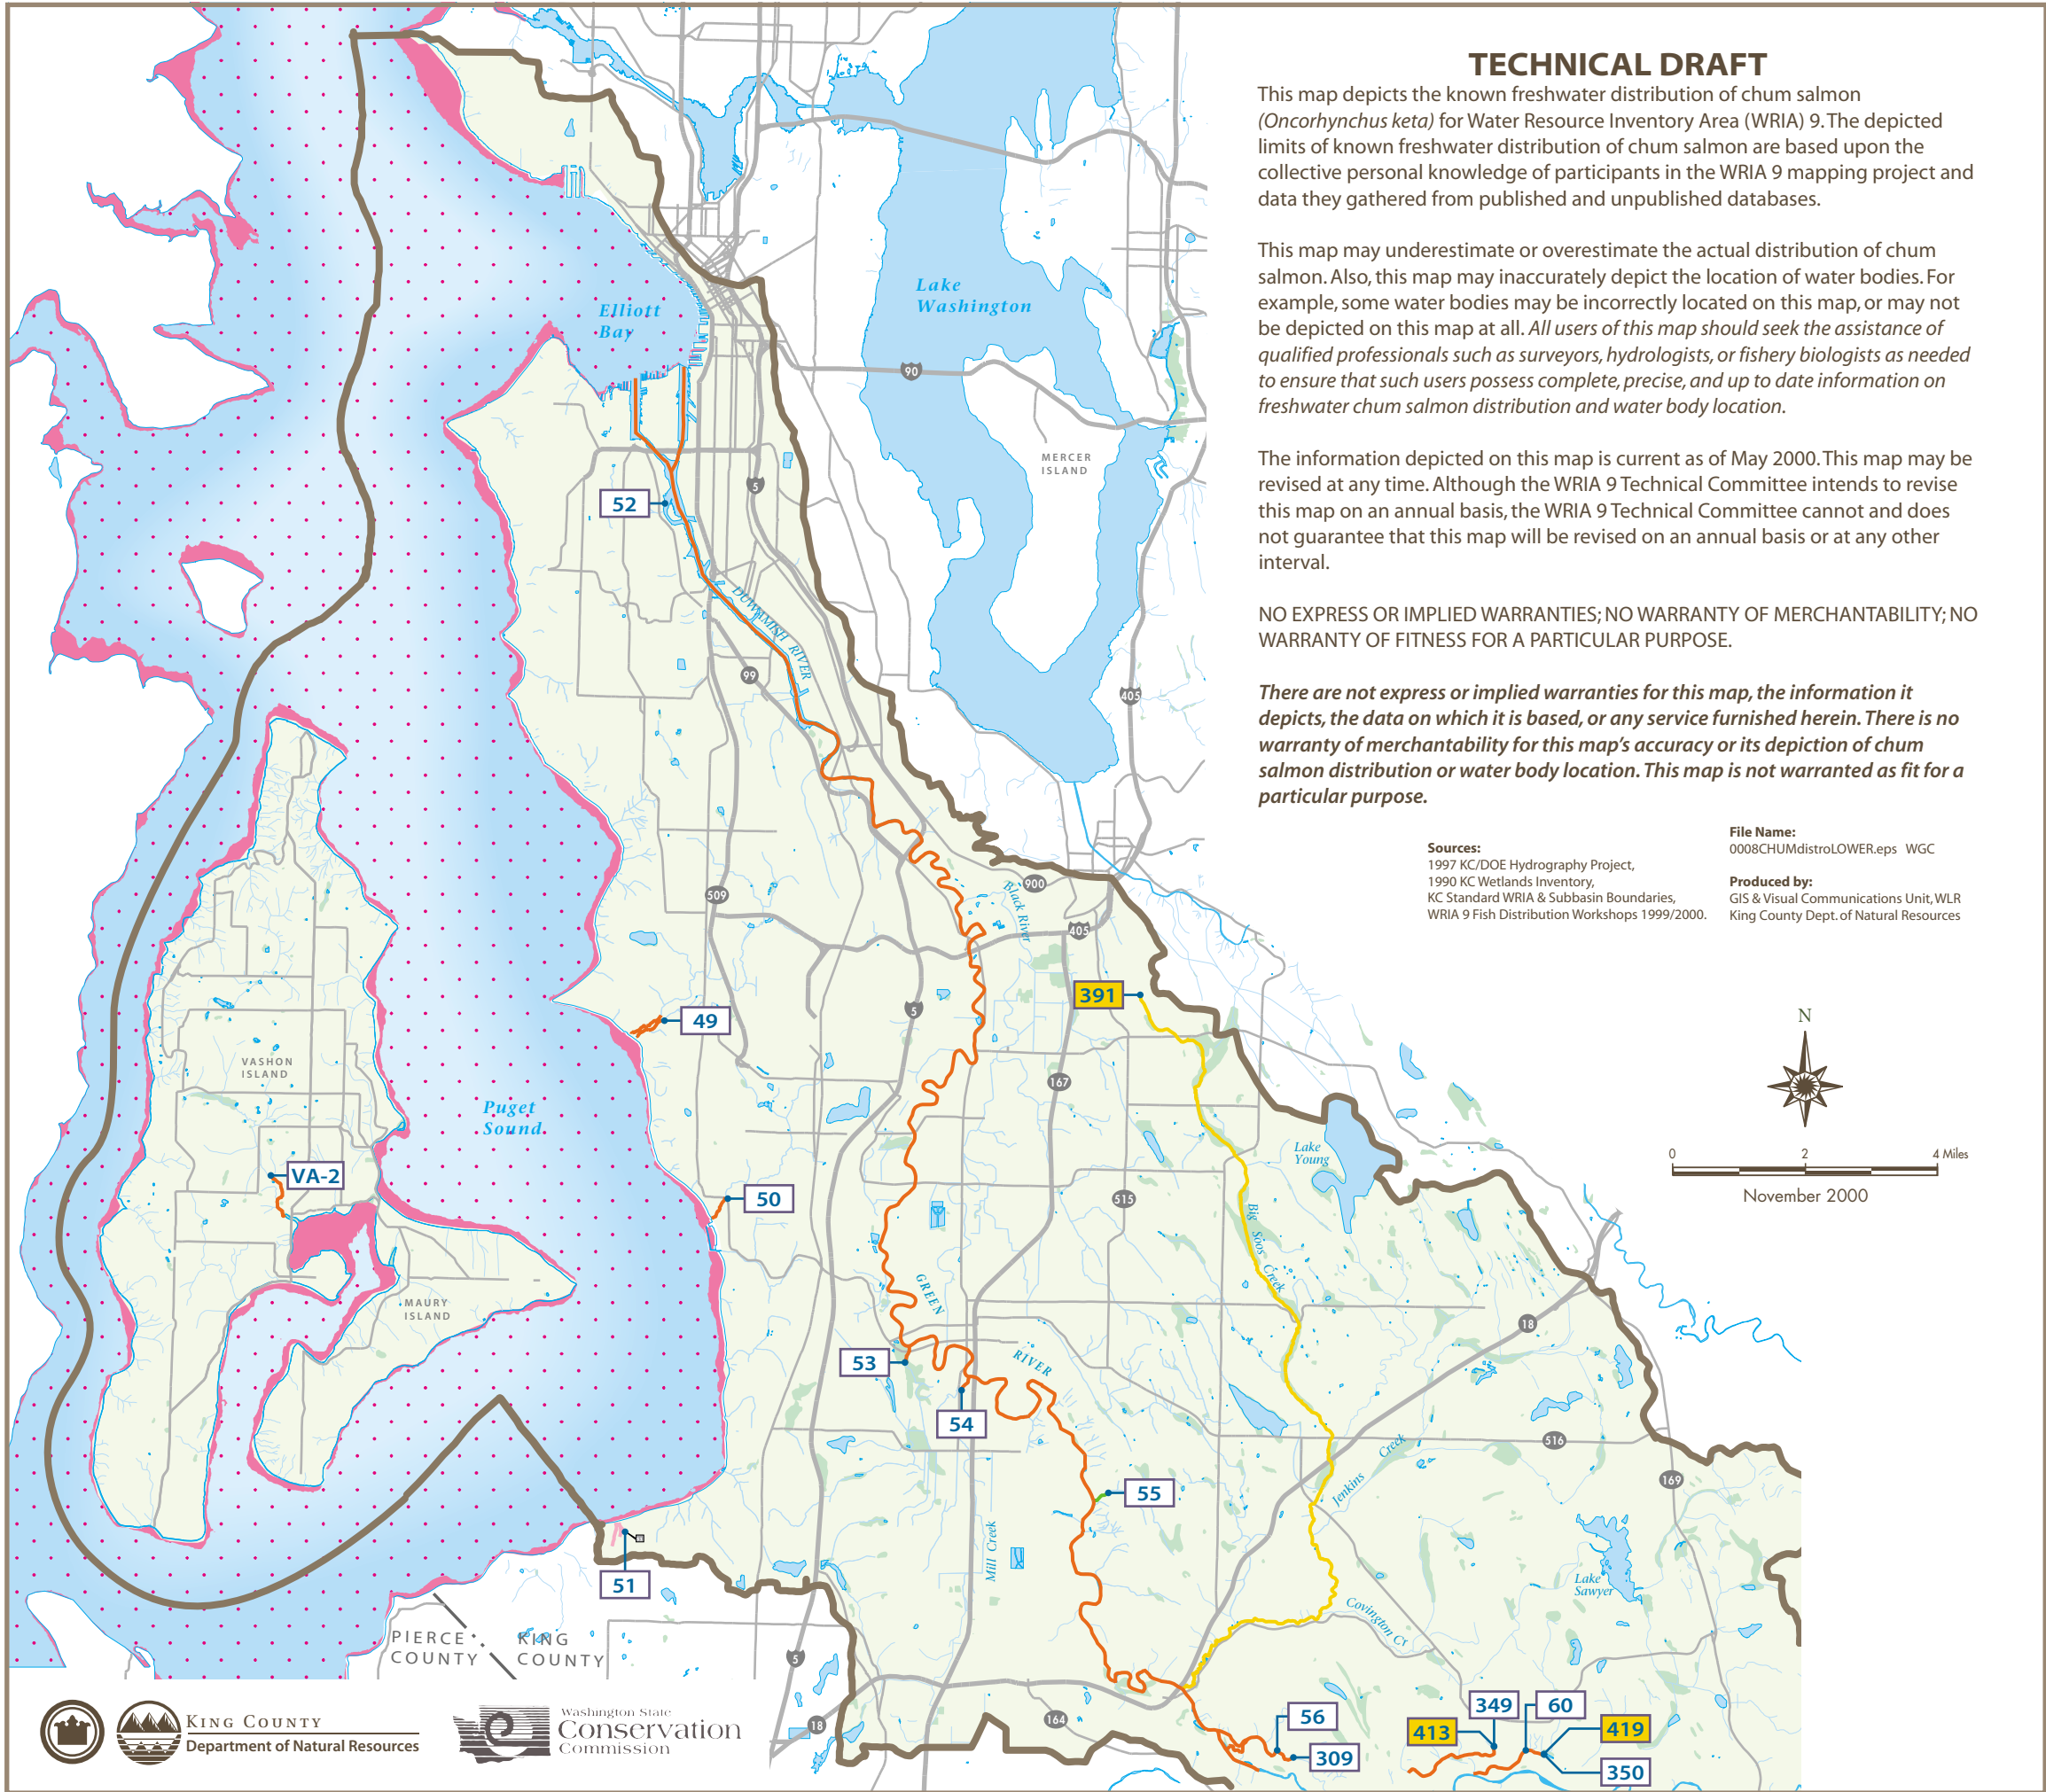 TECHNICAL DRAFT
This map depicts the known freshwater distribution of chum salmon
(Oncorhynchus keta) for Water Resource Inventory Area (WRIA) 9. The depicted
limits of known freshwater distribution of chum salmon are based upon the
collective personal knowledge of participants in the WRIA 9 mapping project and
data they gathered from published and unpublished databases.
This map may underestimate or overestimate the actual distribution of chum
salmon. Also, this map may inaccurately depict the location of water bodies. For
example, some water bodies may be incorrectly located on this map, or may not
be depicted on this map at all. All users of this map should seek the assistance of
qualified professionals such as surveyors, hydrologists, or fishery biologists as needed
to ensure that such users possess complete, precise, and up to date information on
freshwater chum salmon distribution and water body location.
The information depicted on this map is current as of May 2000. This map may be
revised at any time. Although the WRIA 9 Technical Committee intends to revise
this map on an annual basis, the WRIA 9 Technical Committee cannot and does
not guarantee that this map will be revised on an annual basis or at any other
interval.
NO EXPRESS OR IMPLIED WARRANTIES; NO WARRANTY OF MERCHANTABILITY; NO
WARRANTY OF FITNESS FOR A PARTICULAR PURPOSE.
There are not express or implied warranties for this map, the information it
depicts, the data on which it is based, or any service furnished herein. There is no
warranty of merchantability for this map's accuracy or its depiction of chum
salmon distribution or water body location. This map is not warranted as fit for a
particular purpose.
Sources:
1997 KC/DOE Hydrography Project,
1990 KC Wetlands Inventory,
KC Standard WRIA & Subbasin Boundaries,
WRIA 9 Fish Distribution Workshops 1999/2000.
File Name:
0008CHUMdistroLOWER.eps WGC
Produced by:
GIS & Visual Communications Unit, WLR
King County Dept. of Natural Resources
N
0 2 4 Miles
November 2000
Elliott
Bay
Lake
Washington
90
MERCER
ISLAND
5
52
DUWAMISH RIVER
99
405
509
900
Black River
405
391
49
5
VASHON
ISLAND
167
Puget
Sound
Lake
Young
VA-2
50
515
Big Soos Creek
GREEN
RIVER
MAURY
ISLAND
18
53
54
516
Jenkins Creek
169
55
Mill Creek
51
Lake
Sawyer
Covington Cr
PIERCE
COUNTY
KING
COUNTY
5
18
164
56
309
349
60
413
419
350
KING COUNTY
Department of Natural Resources
Washington State
Conservation
Commission